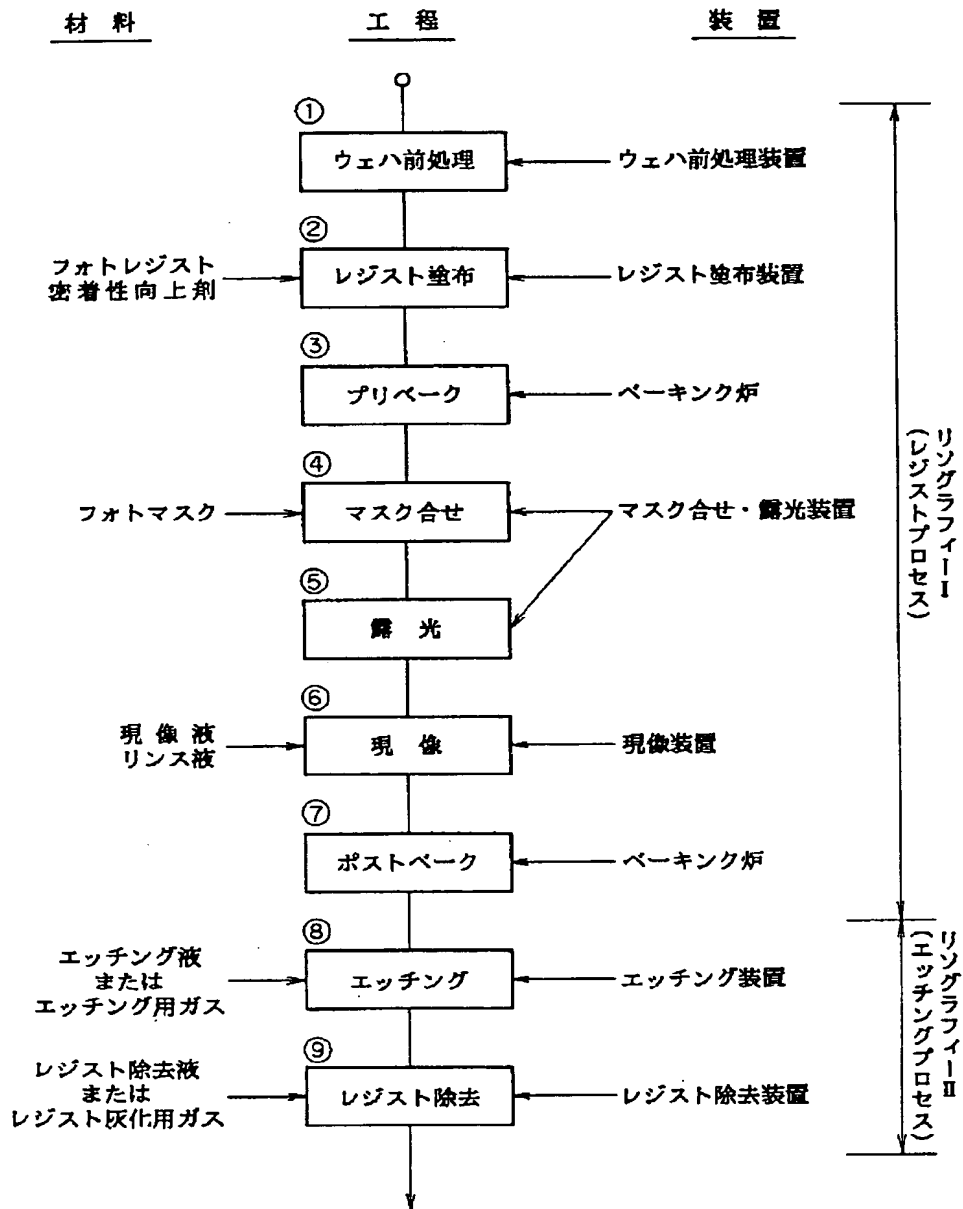 材料 工程 装置
①
ウェハ前処理 ウェハ前処理装置
②
フォトレジスト
密着性向上剤
レジスト塗布 レジスト塗布装置
③
プリベーク ベーキング炉
④
フォトマスク マスク合せ マスク合せ・露光装置
⑤
露光
⑥
現像液
リンス液
現像 現像装置
⑦
ポストベーク ベーキング炉
リソグラフィーI
(レジストプロセス)
⑧
エッチング液
または
エッチング用ガス
エッチング エッチング装置
⑨
レジスト除去液
または
レジスト灰化用ガス
レジスト除去 レジスト除去装置
リソグラフィーII
(エッチングプロセス)